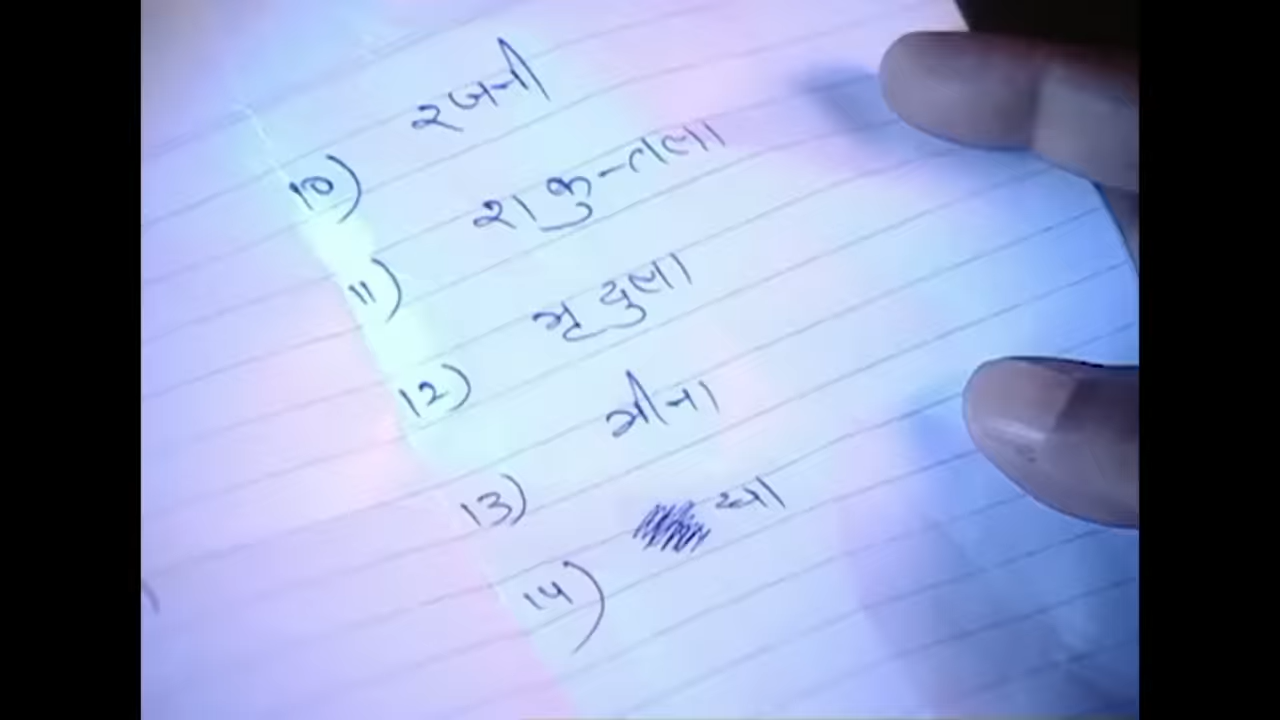 10) રજની
11) શકુન્તલા
12) મૃદુલા
13) મીના
14)